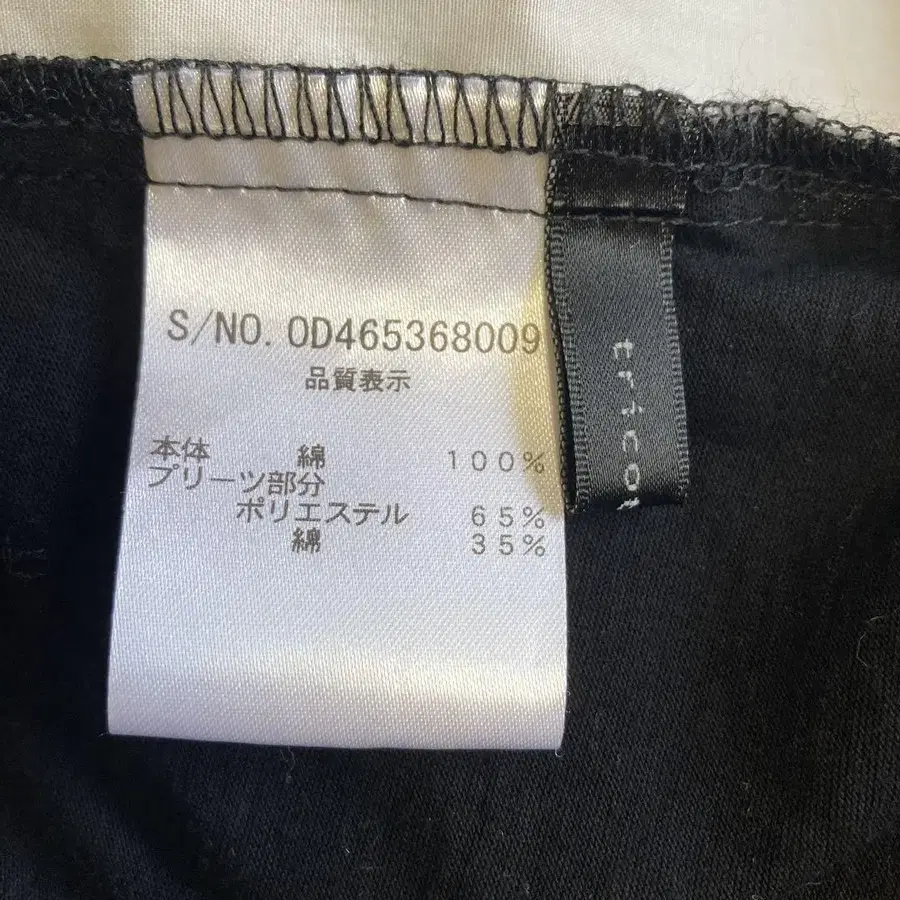 S/NO. 0D465368009
品質表示
本体 綿 100%
プリーツ部分
ポリエステル 65%
綿 35%
trico